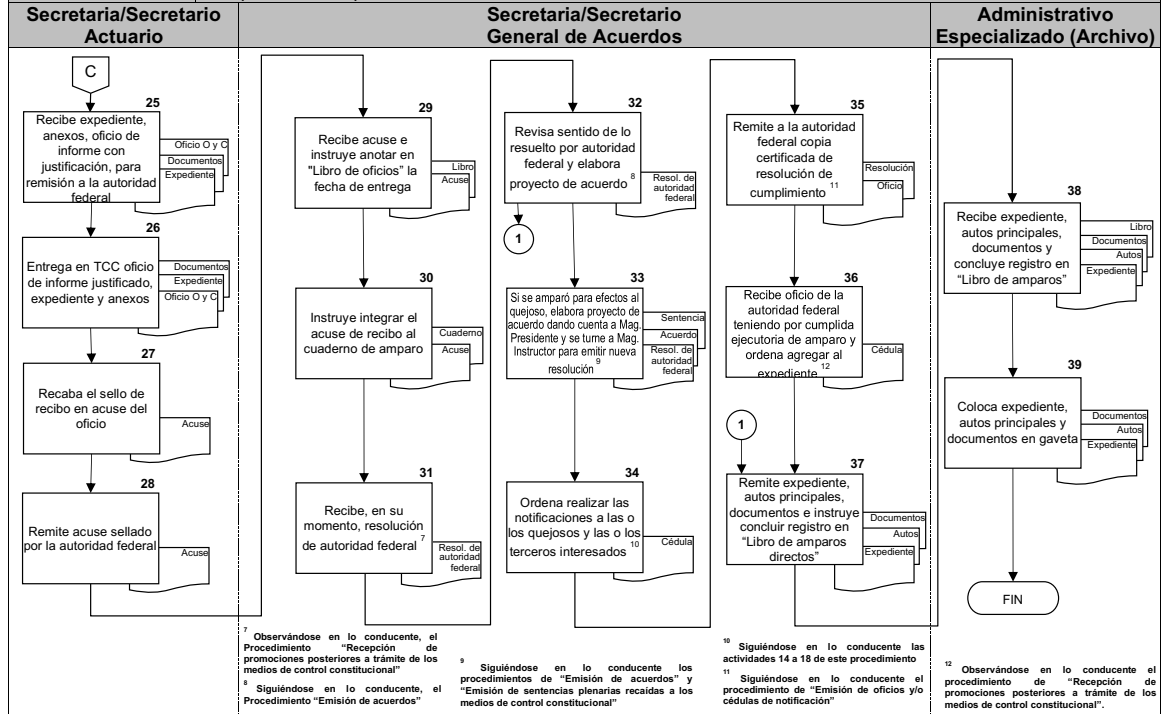 Secretaria/Secretario
Actuario
Secretaria/Secretario
General de Acuerdos
Administrativo
Especializado (Archivo)
C
25
Recibe expediente,
anexos, oficio de
informe con
justificación, para
remisión a la autoridad
federal
Oficio O y C
Documentos
Expediente
26
Entrega en TCC oficio
de informe justificado,
expediente y anexos
Documentos
Expediente
Oficio O y C
27
Recaba el sello de
recibo en acuse del
oficio
Acuse
28
Remite acuse sellado
por la autoridad federal
Acuse
29
Recibe acuse e
instruye anotar en
"Libro de oficios” la
fecha de entrega
Libro
Acuse
30
Instruye integrar el
acuse de recibo al
cuaderno de amparo
Cuaderno
Acuse
31
Recibe, en su
momento, resolución
de autoridad federal 7
Resol. de
autoridad
federal
32
Revisa sentido de lo
resuelto por autoridad
federal y elabora
proyecto de acuerdo 8
Resol. de
autoridad
federal
1
33
Si se amparó para efectos al
quejoso, elabora proyecto de
acuerdo dando cuenta a Mag.
Presidente y se turne a Mag.
Instructor para emitir nueva
resolución 9
Sentencia
Acuerdo
Resol. de
autoridad
federal
34
Ordena realizar las
notificaciones a las o
los quejosos y las o los
terceros interesados 10
Cédula
35
Remite a la autoridad
federal copia
certificada de
resolución de
cumplimiento 11
Resolución
Oficio
36
Recibe oficio de la
autoridad federal
teniendo por cumplida
ejecutoria de amparo y
ordena agregar al
expediente 12
Cédula
1
37
Remite expediente,
autos principales,
documentos e instruye
concluir registro en
“Libro de amparos
directos”
Documentos
Autos
Expediente
38
Recibe expediente,
autos principales,
documentos y
concluye registro en
“Libro de amparos”
Libro
Documentos
Autos
Expediente
39
Coloca expediente,
autos principales y
documentos en gaveta
Documentos
Autos
Expediente
FIN
7 Observándose en lo conducente, el
Procedimiento “Recepción de
promociones posteriores a trámite de los
medios de control constitucional”
8 Siguiéndose en lo conducente, el
Procedimiento “Emisión de acuerdos”
9 Siguiéndose en lo conducente los
procedimientos de “Emisión de acuerdos” y
“Emisión de sentencias plenarias recaídas a los
medios de control constitucional”
10 Siguiéndose en lo conducente las
actividades 14 a 18 de este procedimiento
11 Siguiéndose en lo conducente el
procedimiento de “Emisión de oficios y/o
cédulas de notificación”
12 Observándose en lo conducente el
procedimiento de “Recepción de
promociones posteriores a trámite de los
medios de control constitucional”.